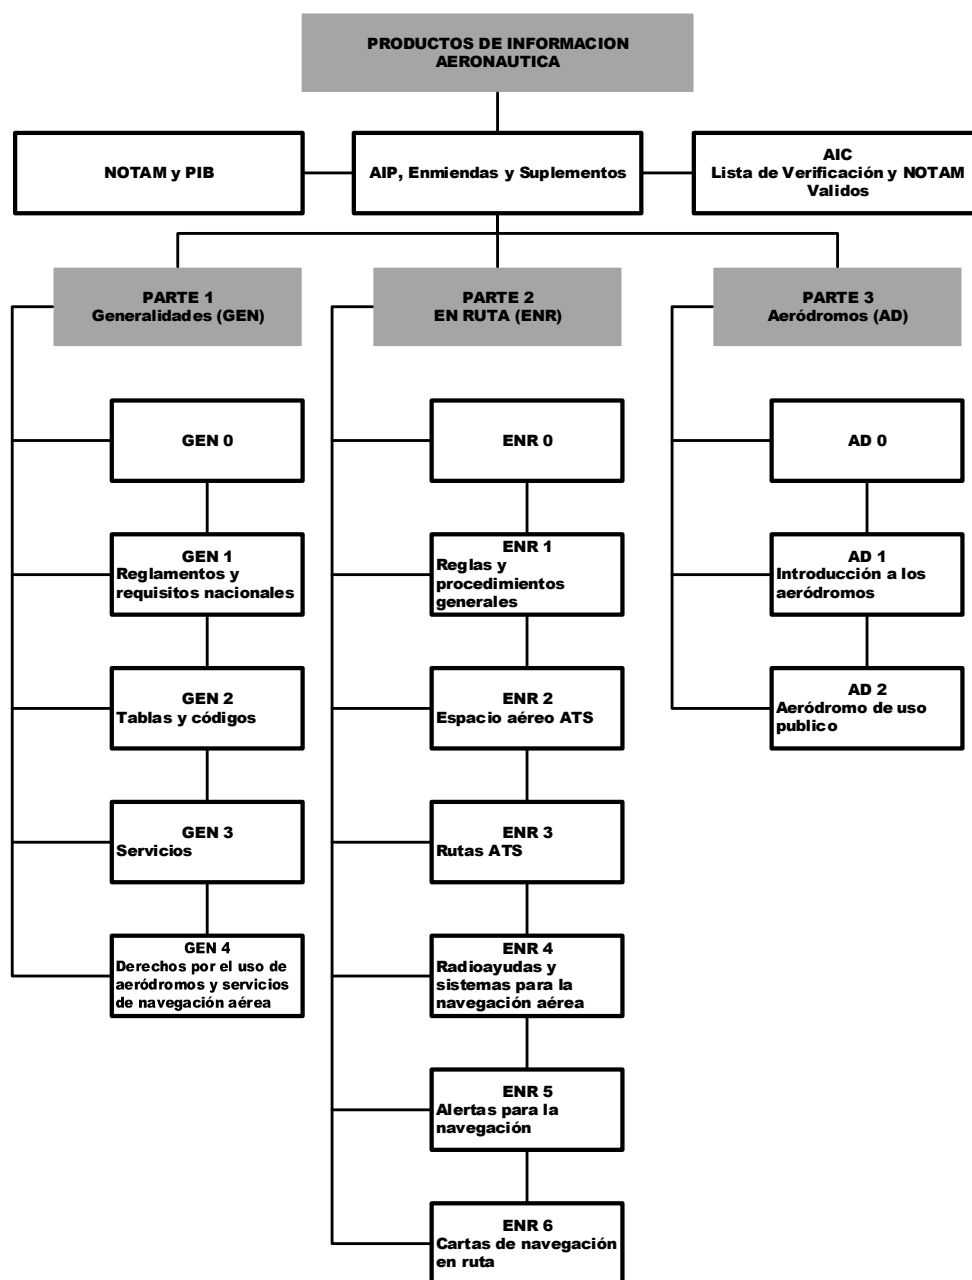 PRODUCTOS DE INFORMACION
AERONAUTICA
NOTAM y PIB
AIP, Enmiendas y Suplementos
AIC
Lista de Verificación y NOTAM
Validos
PARTE 1
Generalidades (GEN)
PARTE 2
EN RUTA (ENR)
PARTE 3
Aeródromos (AD)
GEN 0
ENR 0
AD 0
GEN 1
Reglamentos y
requisitos nacionales
ENR 1
Reglas y
procedimientos
generales
AD 1
Introducción a los
aeródromos
GEN 2
Tablas y códigos
ENR 2
Espacio aéreo ATS
AD 2
Aeródromo de uso
publico
GEN 3
Servicios
ENR 3
Rutas ATS
GEN 4
Derechos por el uso de
aeródromos y servicios
de navegación aérea
ENR 4
Radioayudas y
sistemas para la
navegación aérea
ENR 5
Alertas para la
navegación
ENR 6
Cartas de navegación
en ruta